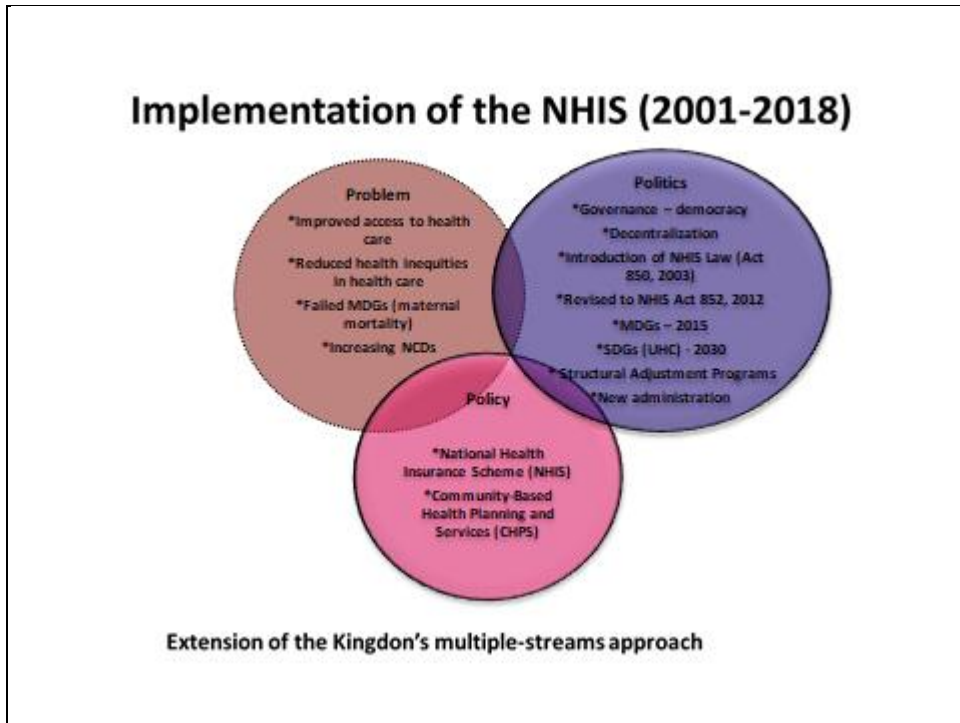 Implementation of the NHIS (2001-2018)
Problem
*Improved access to health
care
*Reduced health inequities
in health care
*Failed MDGs (maternal
mortality)
*Increasing NCDs
Politics
*Governance – democracy
*Decentralization
*Introduction of NHIS Law (Act
850, 2003)
*Revised to NHIS Act 852, 2012
*MDGs – 2015
*SDGs (UHC) - 2030
* Structural Adjustment Programs
*New administration
Policy
*National Health
Insurance Scheme (NHIS)
*Community-Based
Health Planning and
Services (CHPS)
Extension of the Kingdon's multiple-streams approach